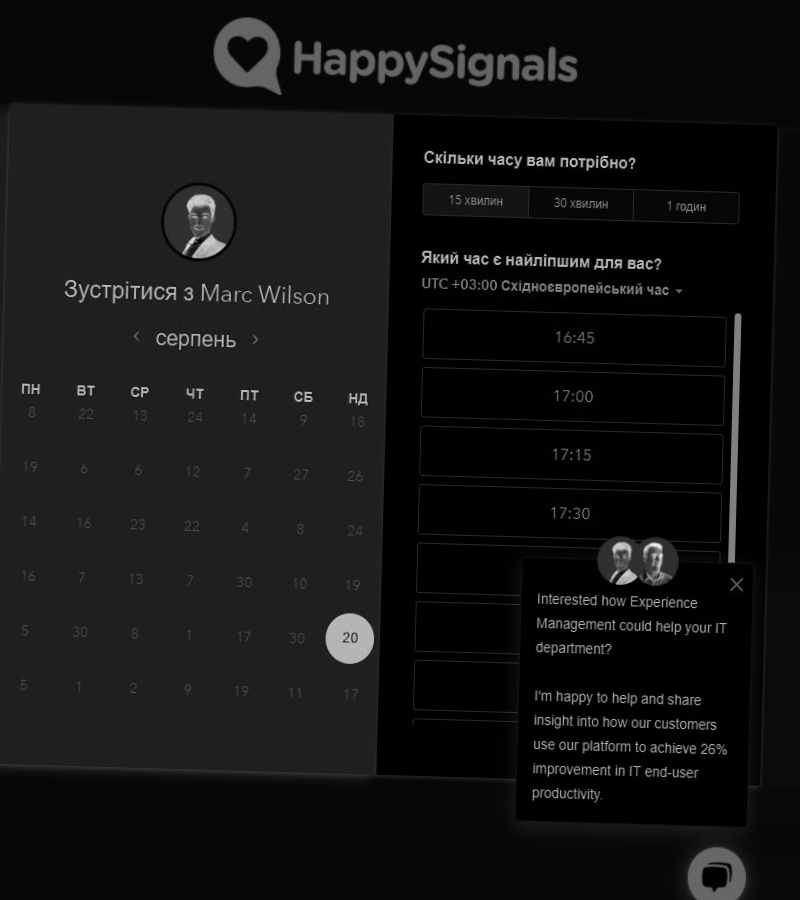 HappySignals
Зустрітися з Marc Wilson
серпень
ПН ВТ СР ЧТ ПТ СБ НД
8 22 13 24 14 9 18
19 6 6 12 7 27 26
14 16 23 22 4 8 24
16 7 13 7 30 10 19
5 30 8 1 17 30 20
5 1 2 9 19 11 17
Скільки часу вам потрібно?
15 хвилин 30 хвилин 1 годин
Який час є найліпшим для вас?
UTC +03:00 Східноєвропейський час
16:45
17:00
17:15
17:30
Interested how Experience
Management could help your IT
department?
I'm happy to help and share
insight into how our customers
use our platform to achieve 26%
improvement in IT end-user
productivity.